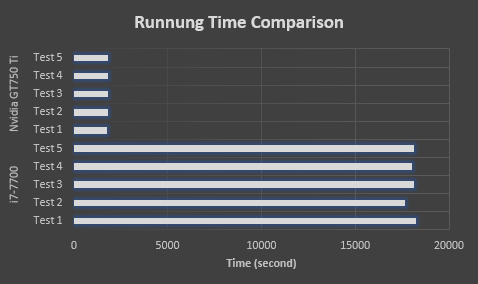 Runnung Time Comparison
Nvidia GT750 Ti
Test 5
Test 4
Test 3
Test 2
Test 1
i7-7700
Test 5
Test 4
Test 3
Test 2
Test 1
0 5000 10000 15000 20000
Time (second)